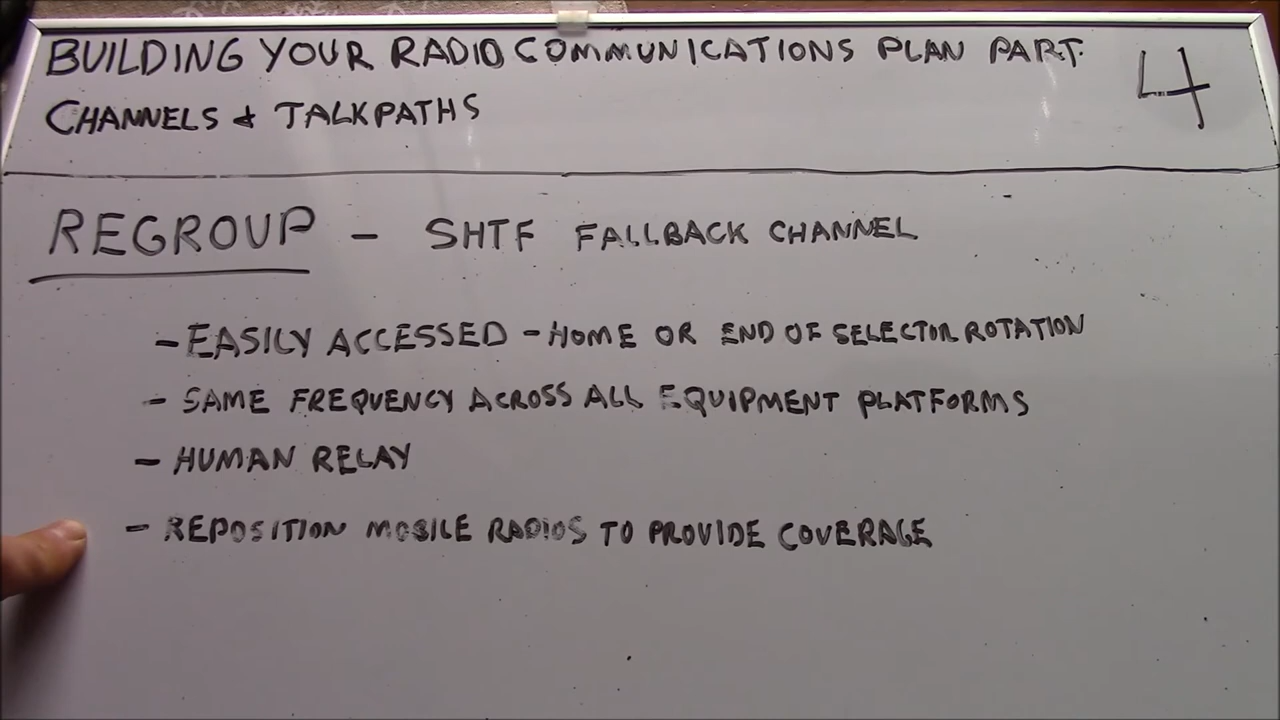 BUILDING YOUR RADIO COMMUNICATIONS PLAN PART 4
CHANNELS & TALKPATHS
REGROUP - SHTF FALLBACK CHANNEL
- EASILY ACCESSED - HOME OR END OF SELECTOR ROTATION
- SAME FREQUENCY ACROSS ALL EQUIPMENT PLATFORMS
- HUMAN RELAY
- REPOSITION MOBILE RADIOS TO PROVIDE COVERAGE